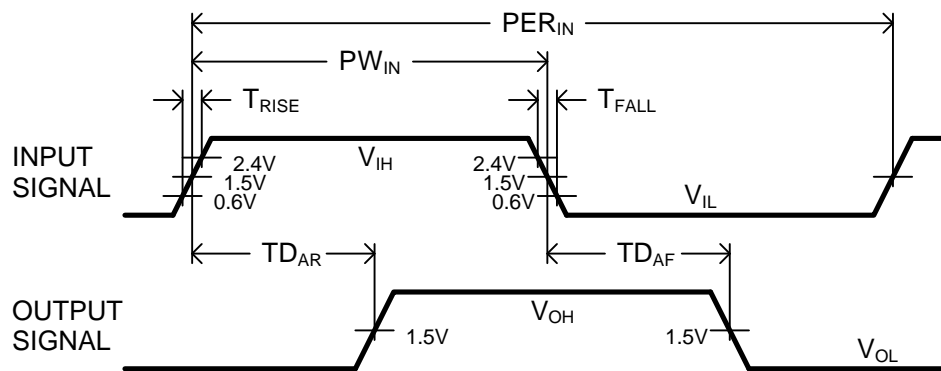 PER_IN
PW_IN
T_RISE
T_FALL
INPUT
SIGNAL
2.4V
1.5V
0.6V
V_IH
2.4V
1.5V
0.6V
V_IL
TD_AR
TD_AF
OUTPUT
SIGNAL
1.5V
V_OH
1.5V
V_OL